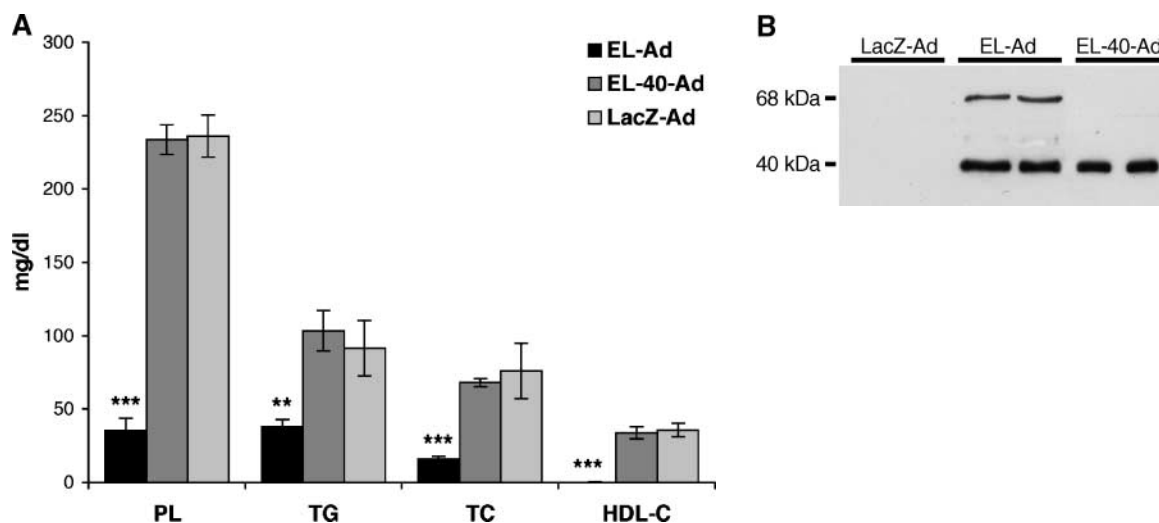 A
300
250
200
150
100
50
0
mg/dl
EL-Ad
EL-40-Ad
LacZ-Ad
***
**
***
***
PL TG TC HDL-C
B
LacZ-Ad EL-Ad EL-40-Ad
68 kDa
40 kDa